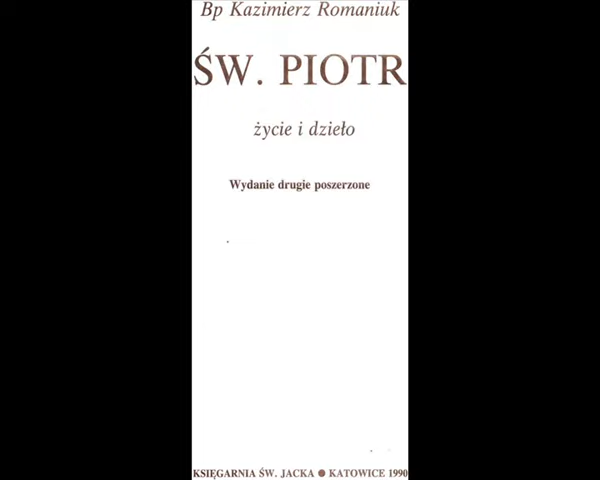 Bp Kazimierz Romaniuk
ŚW. PIOTR
życie i dzieło
Wydanie drugie poszerzone
KSIĘGARNIA ŚW. JACKA ● KATOWICE 1990